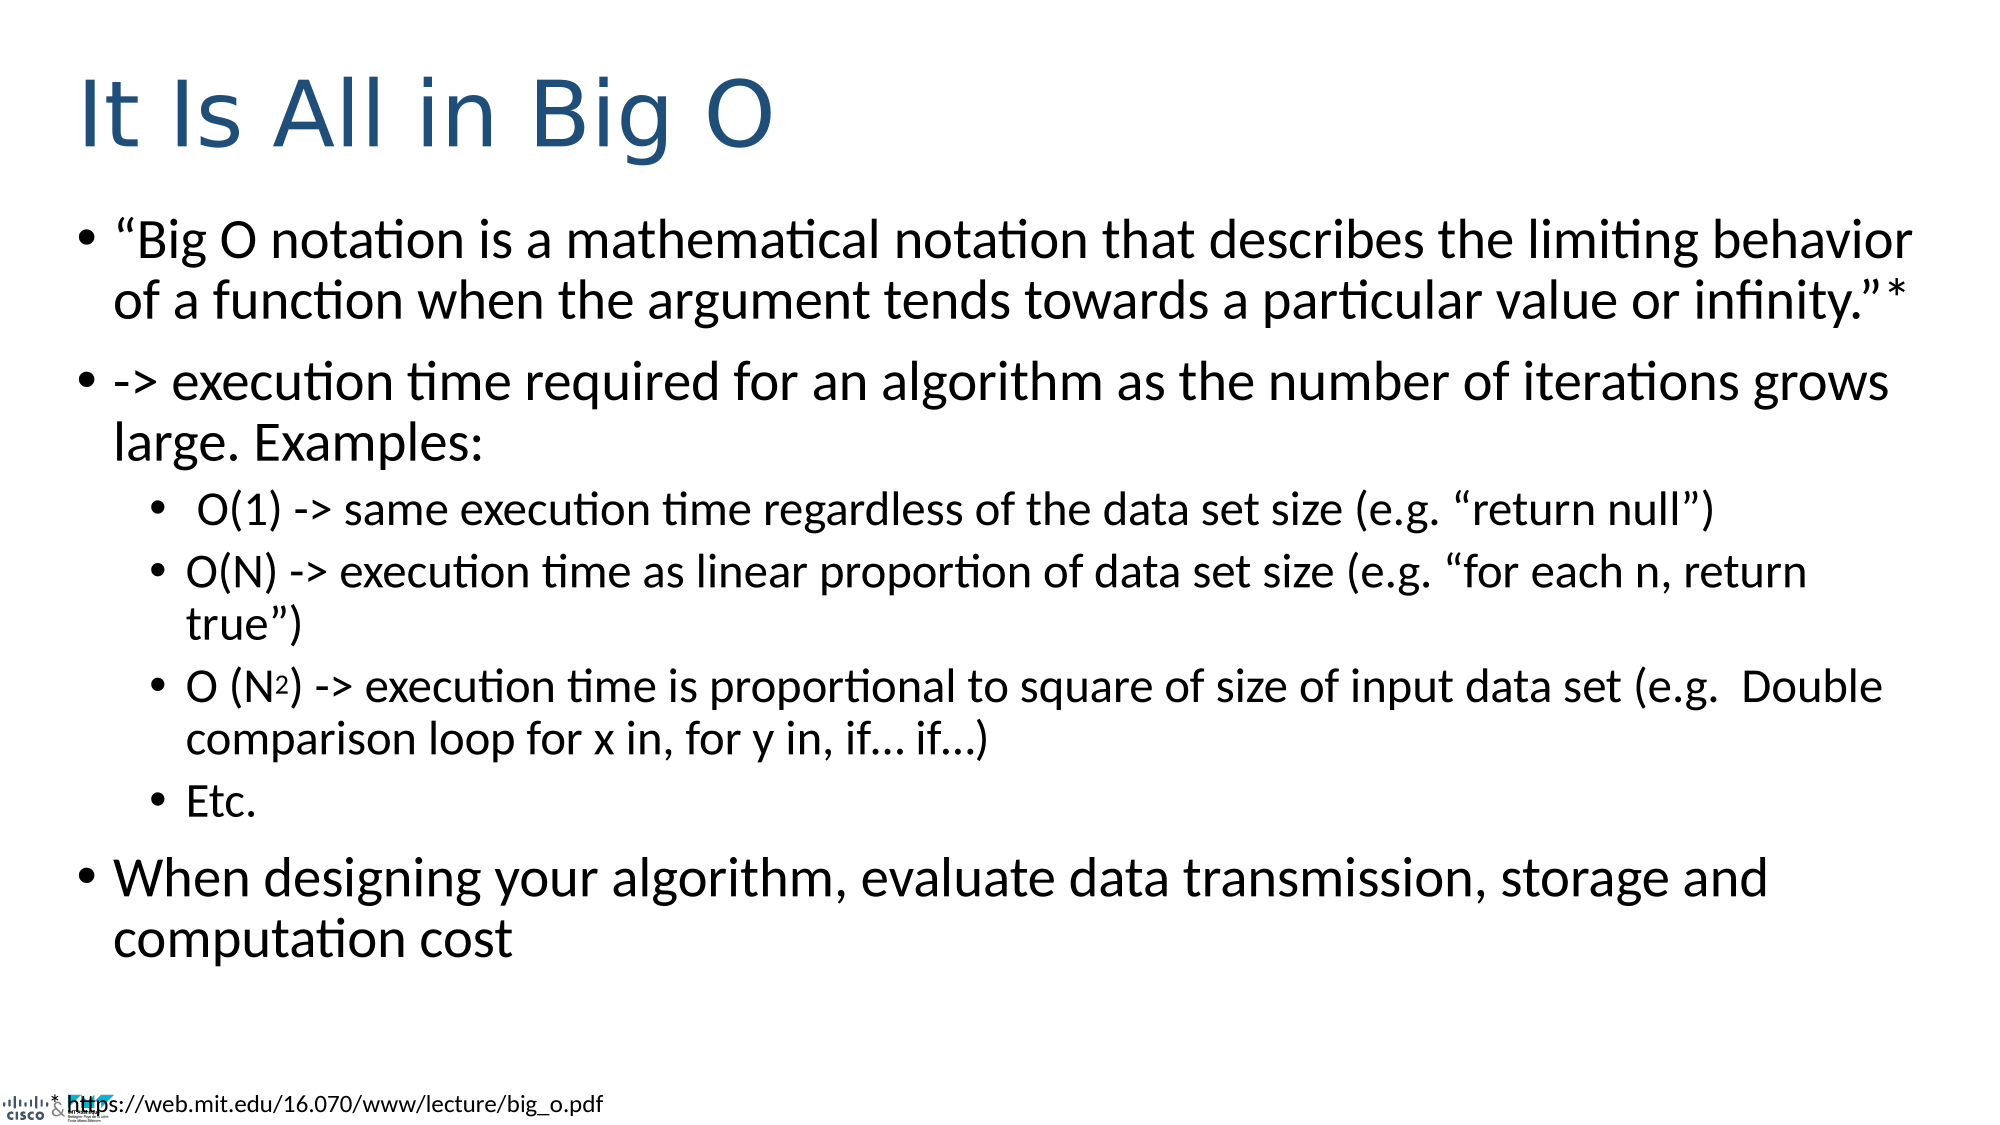 It Is All in Big O
• “Big O notation is a mathematical notation that describes the limiting behavior
of a function when the argument tends towards a particular value or infinity.”*
• -> execution time required for an algorithm as the number of iterations grows
large. Examples:
• O(1) -> same execution time regardless of the data set size (e.g. “return null”)
• O(N) -> execution time as linear proportion of data set size (e.g. “for each n, return
true”)
• O (N²) -> execution time is proportional to square of size of input data set (e.g.  Double
comparison loop for x in, for y in, if… if…)
• Etc.
• When designing your algorithm, evaluate data transmission, storage and
computation cost
* https://web.mit.edu/16.070/www/lecture/big_o.pdf
CISCO &